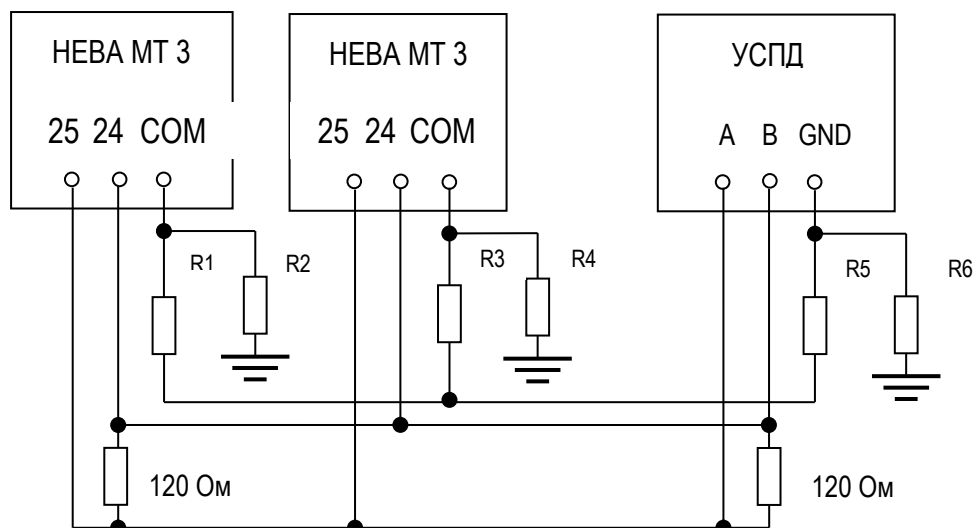 НЕВА МТ 3
25 24 COM
НЕВА МТ 3
25 24 COM
УСПД
A B GND
R1 R2
R3 R4
R5 R6
120 Ом
120 Ом